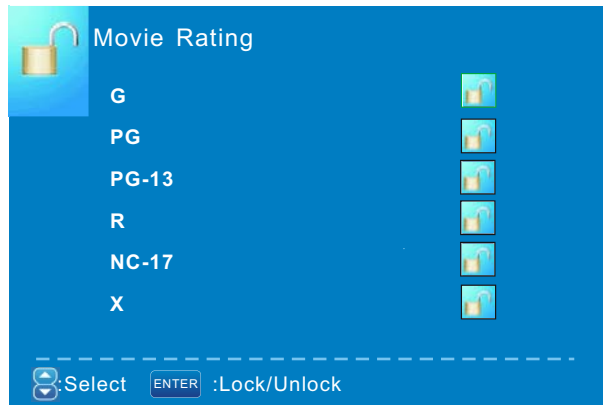 Movie Rating
G
PG
PG-13
R
NC-17
X
:Select ENTER :Lock/Unlock